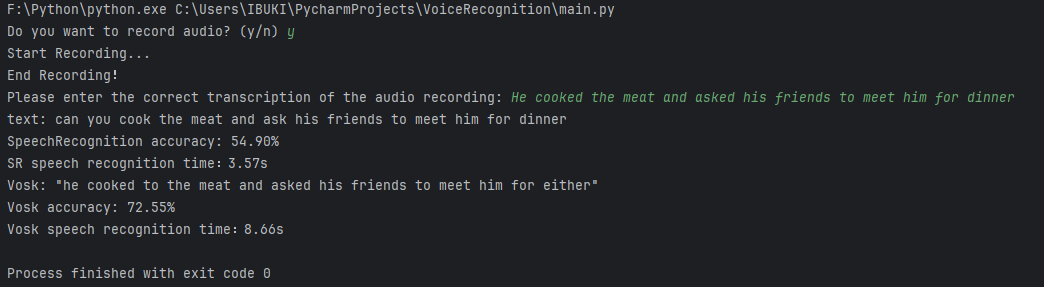 F:\Python\python.exe C:\Users\IBUKI\PycharmProjects\VoiceRecognition\main.py
Do you want to record audio? (y/n) y
Start Recording...
End Recording!
Please enter the correct transcription of the audio recording: He cooked the meat and asked his friends to meet him for dinner
text: can you cook the meat and ask his friends to meet him for dinner
SpeechRecognition accuracy: 54.90%
SR speech recognition time：3.57s
Vosk: "he cooked to the meat and asked his friends to meet him for either"
Vosk accuracy: 72.55%
Vosk speech recognition time：8.66s
Process finished with exit code 0